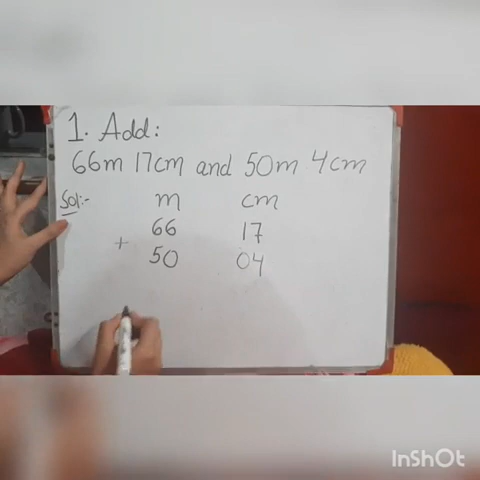 1. Add:
66m 17cm and 50m 4cm
Sol:-
m cm
66 17
+
50 04
InShOt